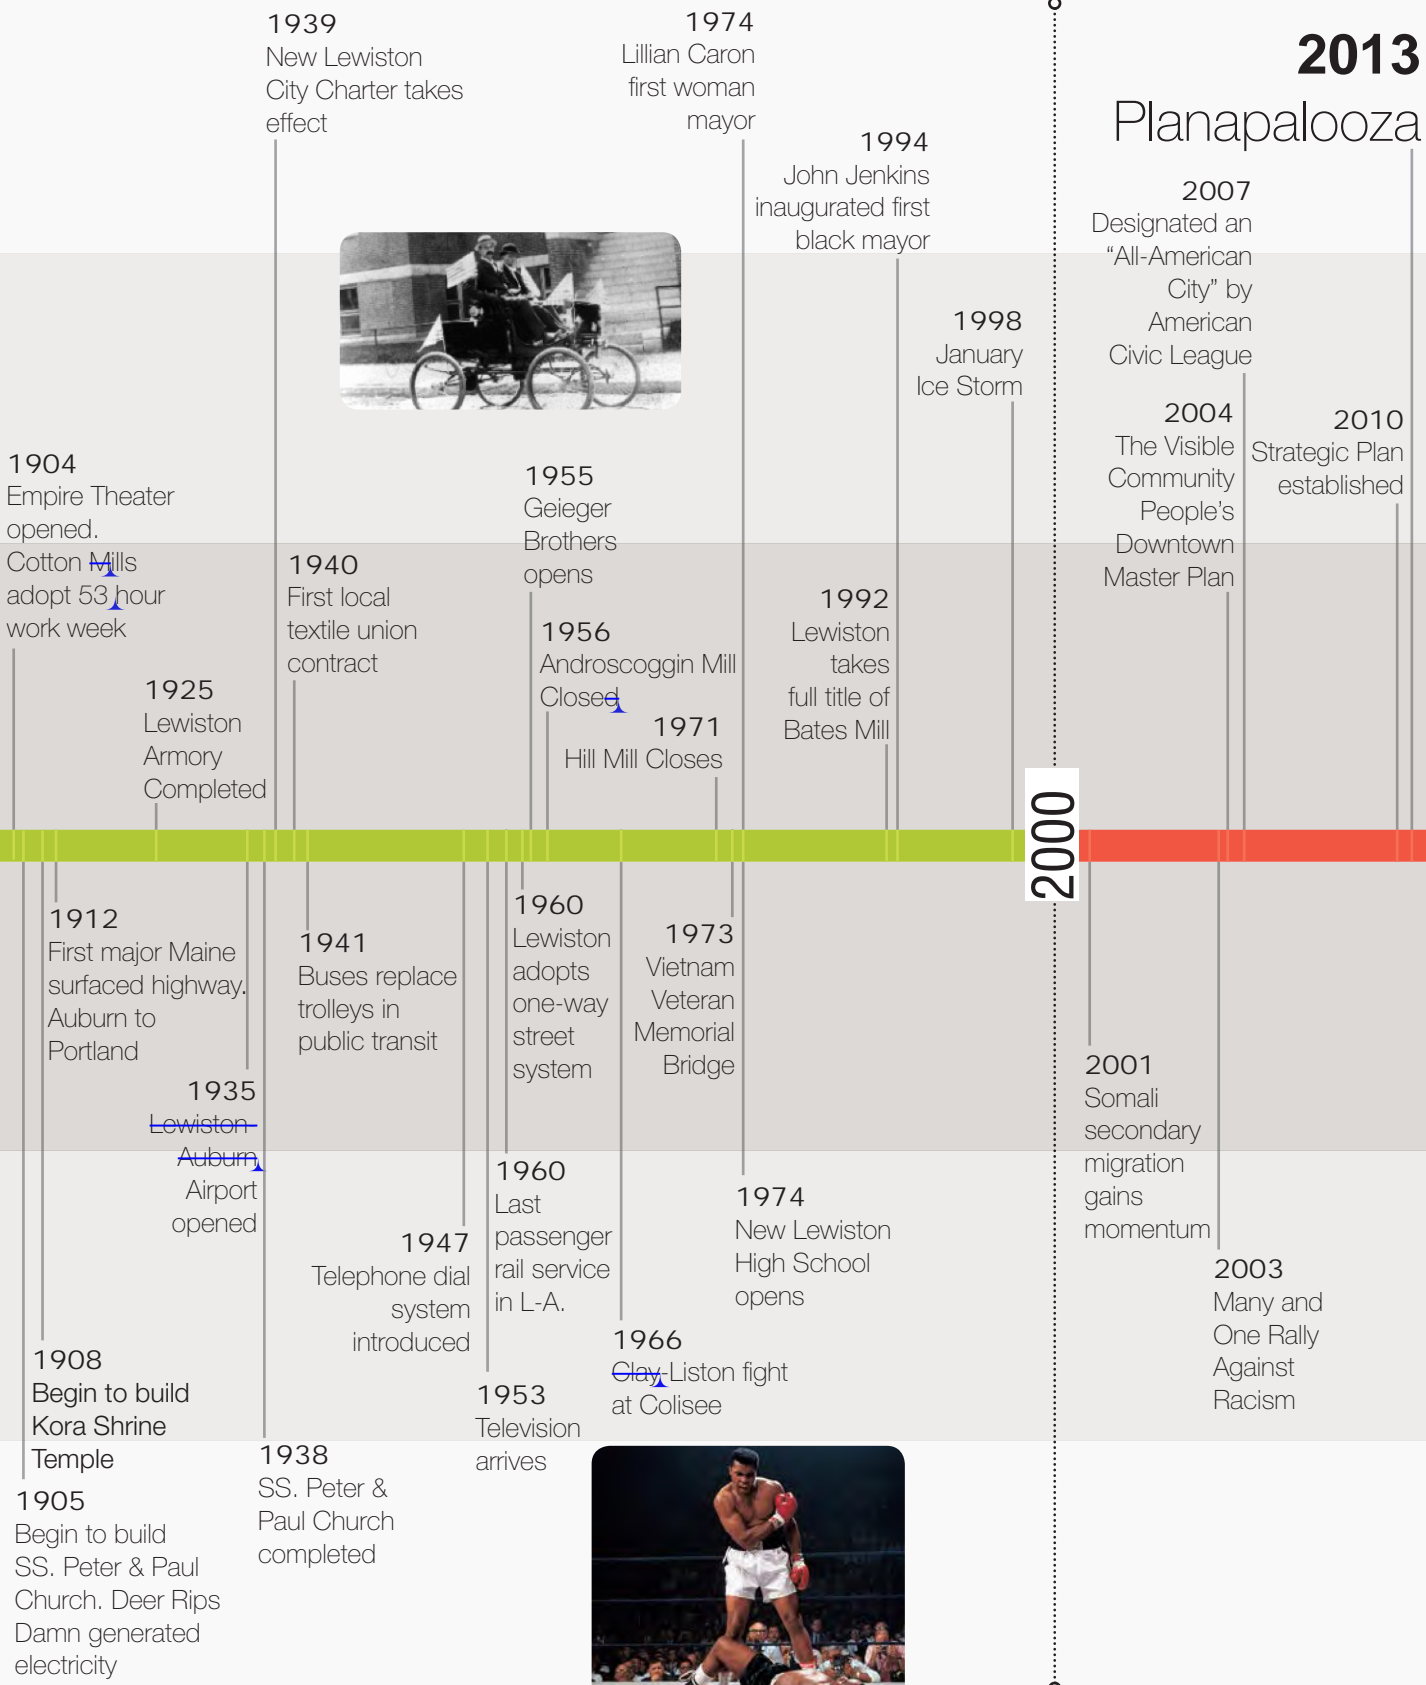 1939
New Lewiston
City Charter takes
effect
1974
Lillian Caron
first woman
mayor
2013
Planapalooza
1994
John Jenkins
inaugurated first
black mayor
2007
Designated an
“All-American
City” by
American
Civic League
1998
January
Ice Storm
2004
The Visible
Community
People’s
Downtown
Master Plan
2010
Strategic Plan
established
1904
Empire Theater
opened.
Cotton Mills
adopt 53 hour
work week
1955
Geieger
Brothers
opens
1940
First local
textile union
contract
1992
Lewiston
takes
full title of
Bates Mill
1956
Androscoggin Mill
Closed
1925
Lewiston
Armory
Completed
1971
Hill Mill Closes
2000
1912
First major Maine
surfaced highway.
Auburn to
Portland
1941
Buses replace
trolleys in
public transit
1960
Lewiston
adopts
one-way
street
system
1973
Vietnam
Veteran
Memorial
Bridge
2001
Somali
secondary
migration
gains
momentum
1935
Lewiston-
Auburn
Airport
opened
1960
Last
passenger
rail service
in L-A.
1974
New Lewiston
High School
opens
1947
Telephone dial
system
introduced
2003
Many and
One Rally
Against
Racism
1966
Clay-Liston fight
at Colisee
1908
Begin to build
Kora Shrine
Temple
1953
Television
arrives
1938
SS. Peter &
Paul Church
completed
1905
Begin to build
SS. Peter & Paul
Church. Deer Rips
Damn generated
electricity